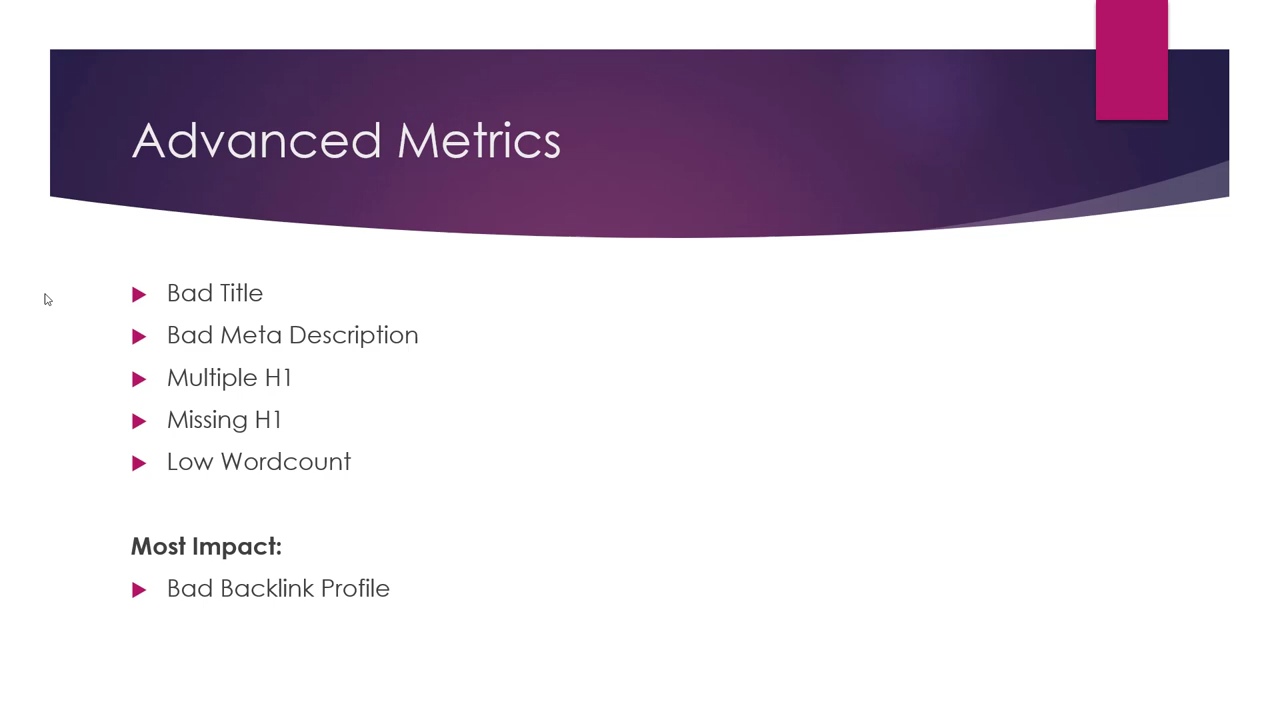 Advanced Metrics
Bad Title
Bad Meta Description
Multiple H1
Missing H1
Low Wordcount
Most Impact:
Bad Backlink Profile